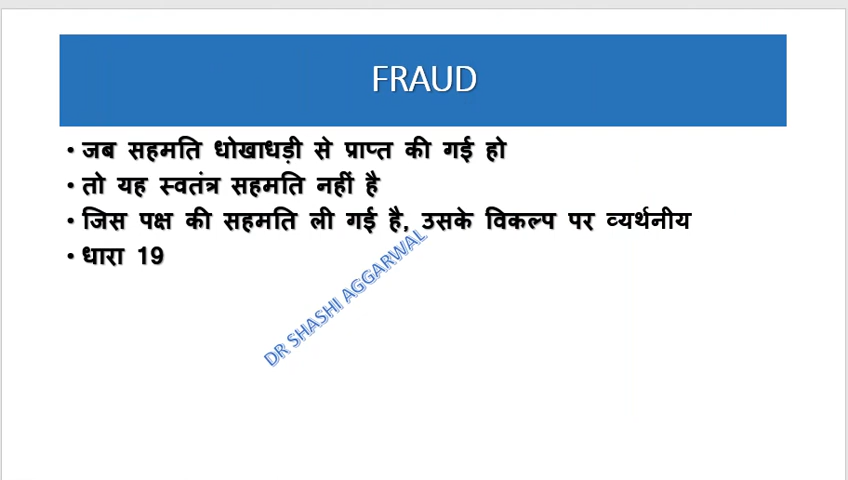 FRAUD
• जब सहमति धोखाधड़ी से प्राप्त की गई हो
• तो यह स्वतंत्र सहमति नहीं है
• जिस पक्ष की सहमति ली गई है, उसके विकल्प पर व्यर्थनीय
• धारा 19
DR SHASHI AGGARWAL